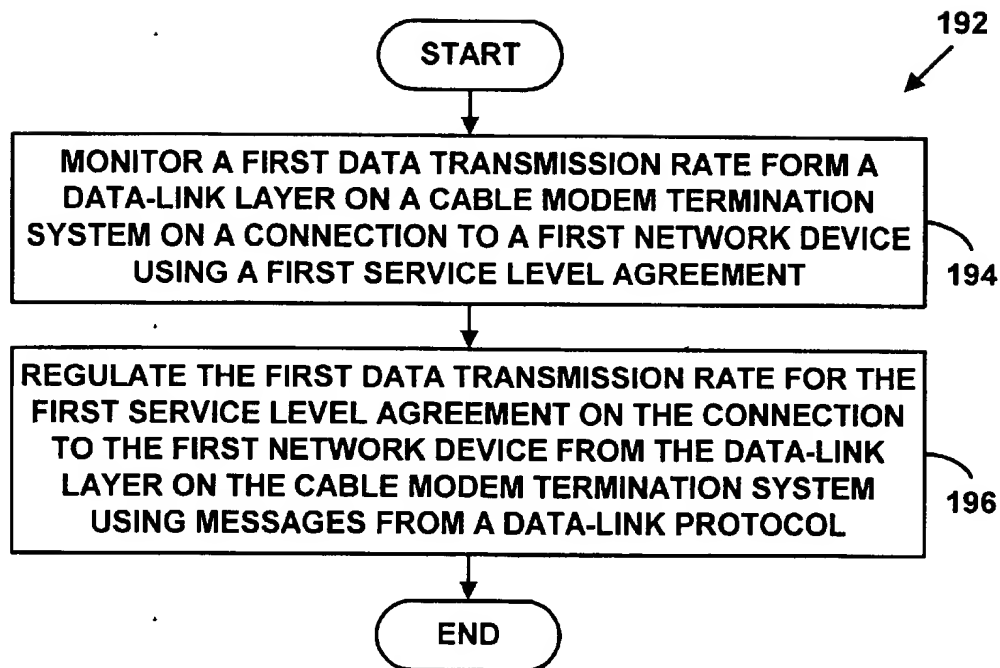 192
START
MONITOR A FIRST DATA TRANSMISSION RATE FORM A
DATA-LINK LAYER ON A CABLE MODEM TERMINATION
SYSTEM ON A CONNECTION TO A FIRST NETWORK DEVICE
USING A FIRST SERVICE LEVEL AGREEMENT
194
REGULATE THE FIRST DATA TRANSMISSION RATE FOR THE
FIRST SERVICE LEVEL AGREEMENT ON THE CONNECTION
TO THE FIRST NETWORK DEVICE FROM THE DATA-LINK
LAYER ON THE CABLE MODEM TERMINATION SYSTEM
USING MESSAGES FROM A DATA-LINK PROTOCOL
196
END